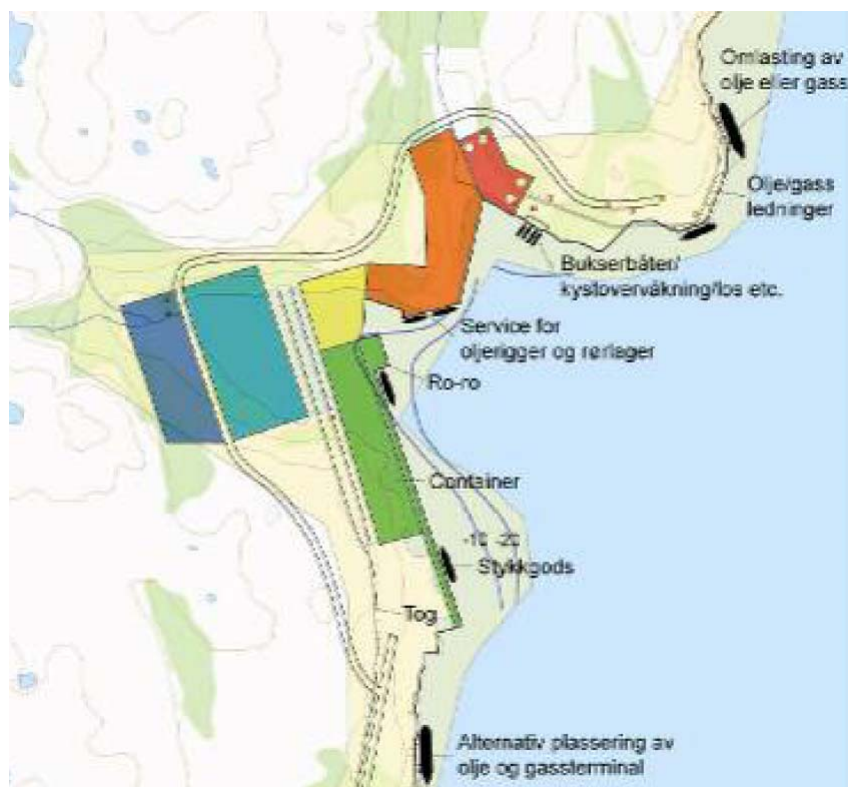 Omlasting av
olje eller gass
Olje/gass
ledninger
Bukserbåter/
kystovervåkning/los etc.
Service for
oljerigger og rørlager
Ro-ro
Container
-10 -20
Stykkgods
Tog
Alternativ plassering av
olje og gassterminal